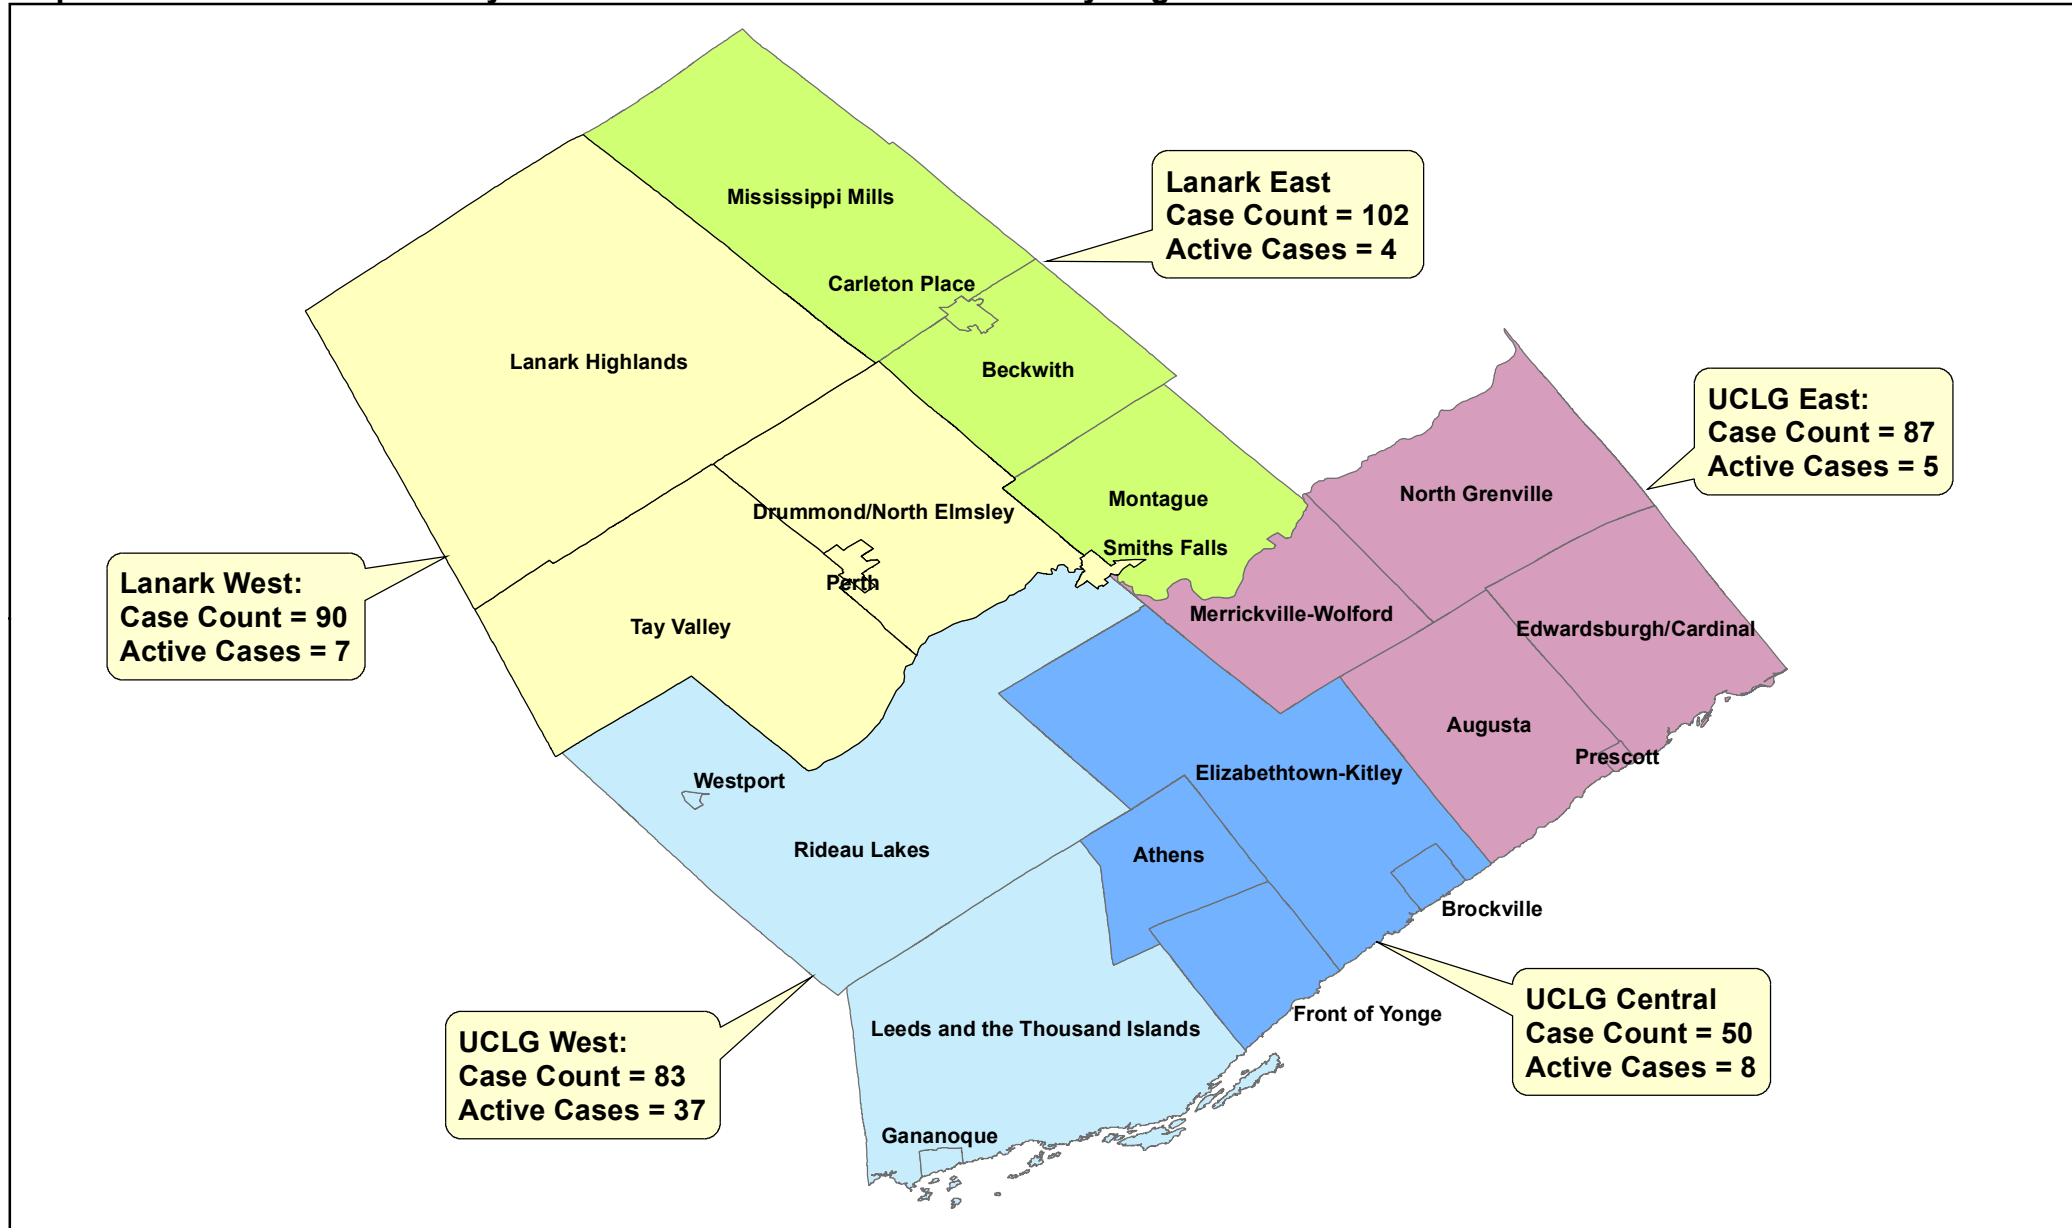 Mississippi Mills
Lanark East
Case Count = 102
Active Cases = 4
Carleton Place
Lanark Highlands
Beckwith
UCLG East:
Case Count = 87
Active Cases = 5
Montague
North Grenville
Drummond/North Elmsley
Smiths Falls
Perth
Lanark West:
Case Count = 90
Active Cases = 7
Tay Valley
Merrickville-Wolford
Edwardsburgh/Cardinal
Augusta
Prescott
Westport
Elizabethtown-Kitley
Rideau Lakes
Athens
Brockville
Front of Yonge
UCLG Central
Case Count = 50
Active Cases = 8
Leeds and the Thousand Islands
UCLG West:
Case Count = 83
Active Cases = 37
Gananoque